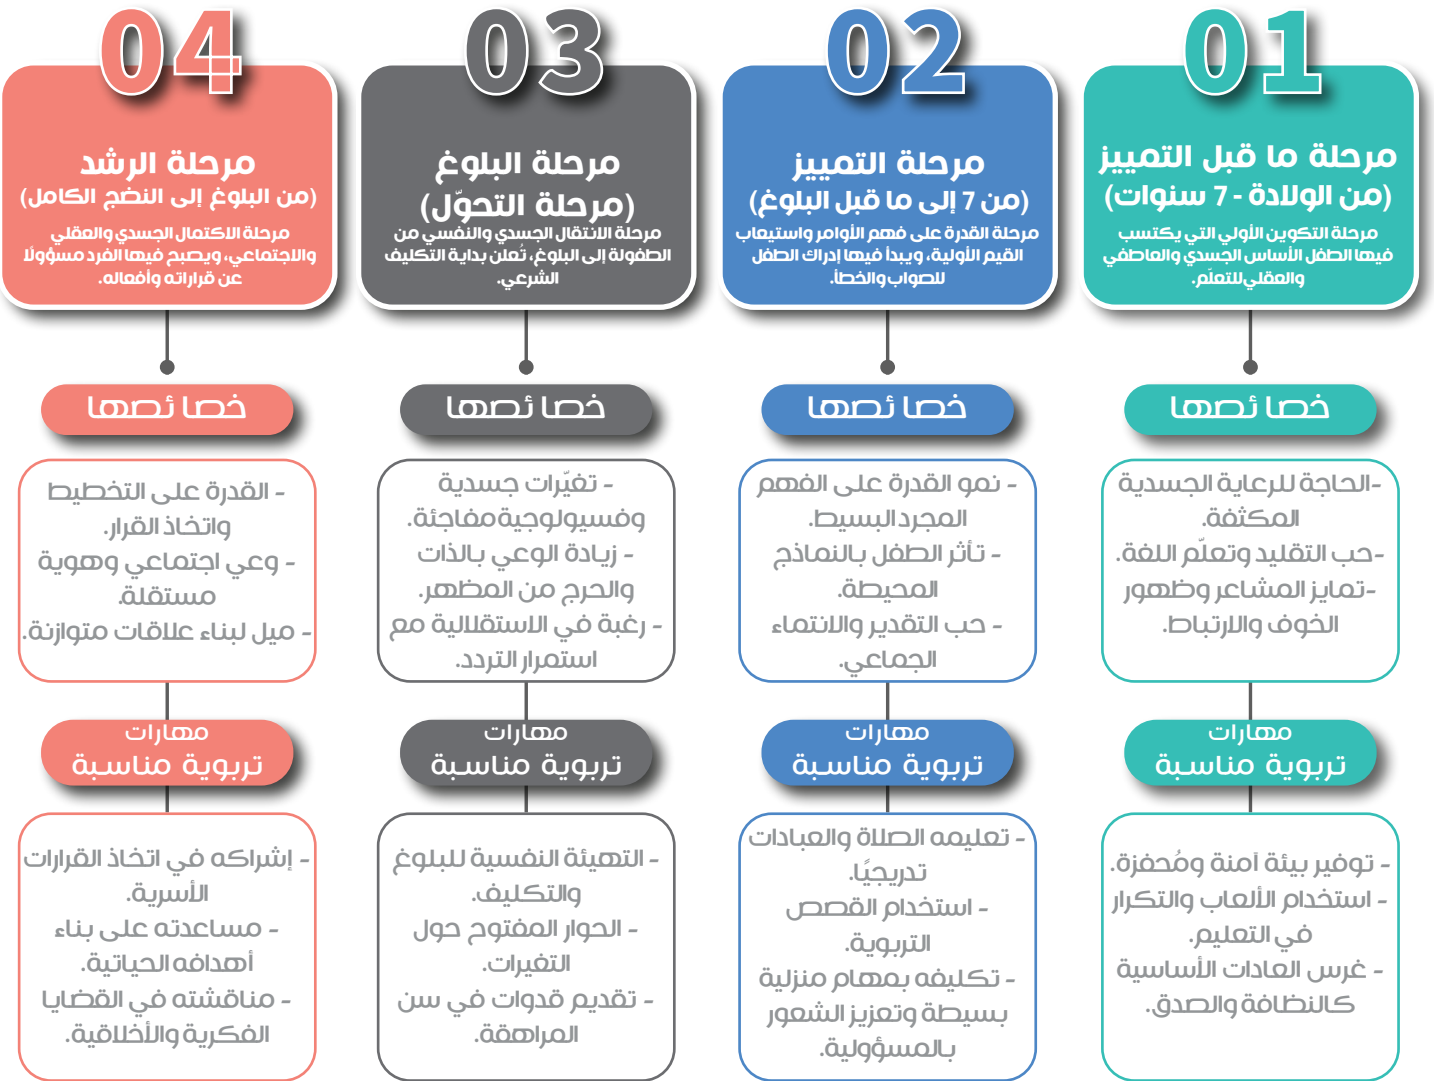 01
مرحلة ما قبل التمييز
(من الولادة - 7 سنوات)
مرحلة التكوين الأولي التي يكتسب
فيها الطفل الأساس الجسدي والعاطفي
والعقلي للتعلّم.
خصائصها
-الحاجة للرعاية الجسدية
المكثفة.
-حب التقليد وتعلّم اللغة.
-تمايز المشاعر وظهور
الخوف والارتباط.
مهارات
تربوية مناسبة
- توفير بيئة آمنة ومُحفزة.
- استخدام الألعاب والتكرار
في التعليم.
- غرس العادات الأساسية
كالنظافة والصدق.
02
مرحلة التمييز
(من 7 إلى ما قبل البلوغ)
مرحلة القدرة على فهم الأوامر واستيعاب
القيم الأولية، ويبدأ فيها إدراك الطفل
للصواب والخطأ.
خصائصها
- نمو القدرة على الفهم
المجرد البسيط.
- تأثر الطفل بالنماذج
المحيطة.
- حب التقدير والانتماء
الجماعي.
مهارات
تربوية مناسبة
- تعليمه الصلاة والعبادات
تدريجيًا.
- استخدام القصص
التربوية.
- تكليفه بمهام منزلية
بسيطة وتعزيز الشعور
بالمسؤولية.
03
مرحلة البلوغ
(مرحلة التحوّل)
مرحلة الانتقال الجسدي والنفسي من
الطفولة إلى البلوغ، تُعلن بداية التكليف
الشرعي.
خصائصها
- تغيّرات جسدية
وفسيولوجية مفاجئة.
- زيادة الوعي بالذات
والحرج من المظهر.
- رغبة في الاستقلالية مع
استمرار التردد.
مهارات
تربوية مناسبة
- التهيئة النفسية للبلوغ
والتكليف.
- الحوار المفتوح حول
التغيرات.
- تقديم قدوات في سن
المراهقة.
04
مرحلة الرشد
(من البلوغ إلى النضج الكامل)
مرحلة الاكتمال الجسدي والعقلي
والاجتماعي، ويصبح فيها الفرد مسؤولًا
عن قراراته وأفعاله.
خصائصها
- القدرة على التخطيط
واتخاذ القرار.
- وعي اجتماعي وهوية
مستقلة.
- ميل لبناء علاقات متوازنة.
مهارات
تربوية مناسبة
- إشراكه في اتخاذ القرارات
الأسرية.
- مساعدته على بناء
أهدافه الحياتية.
- مناقشته في القضايا
الفكرية والأخلاقية.